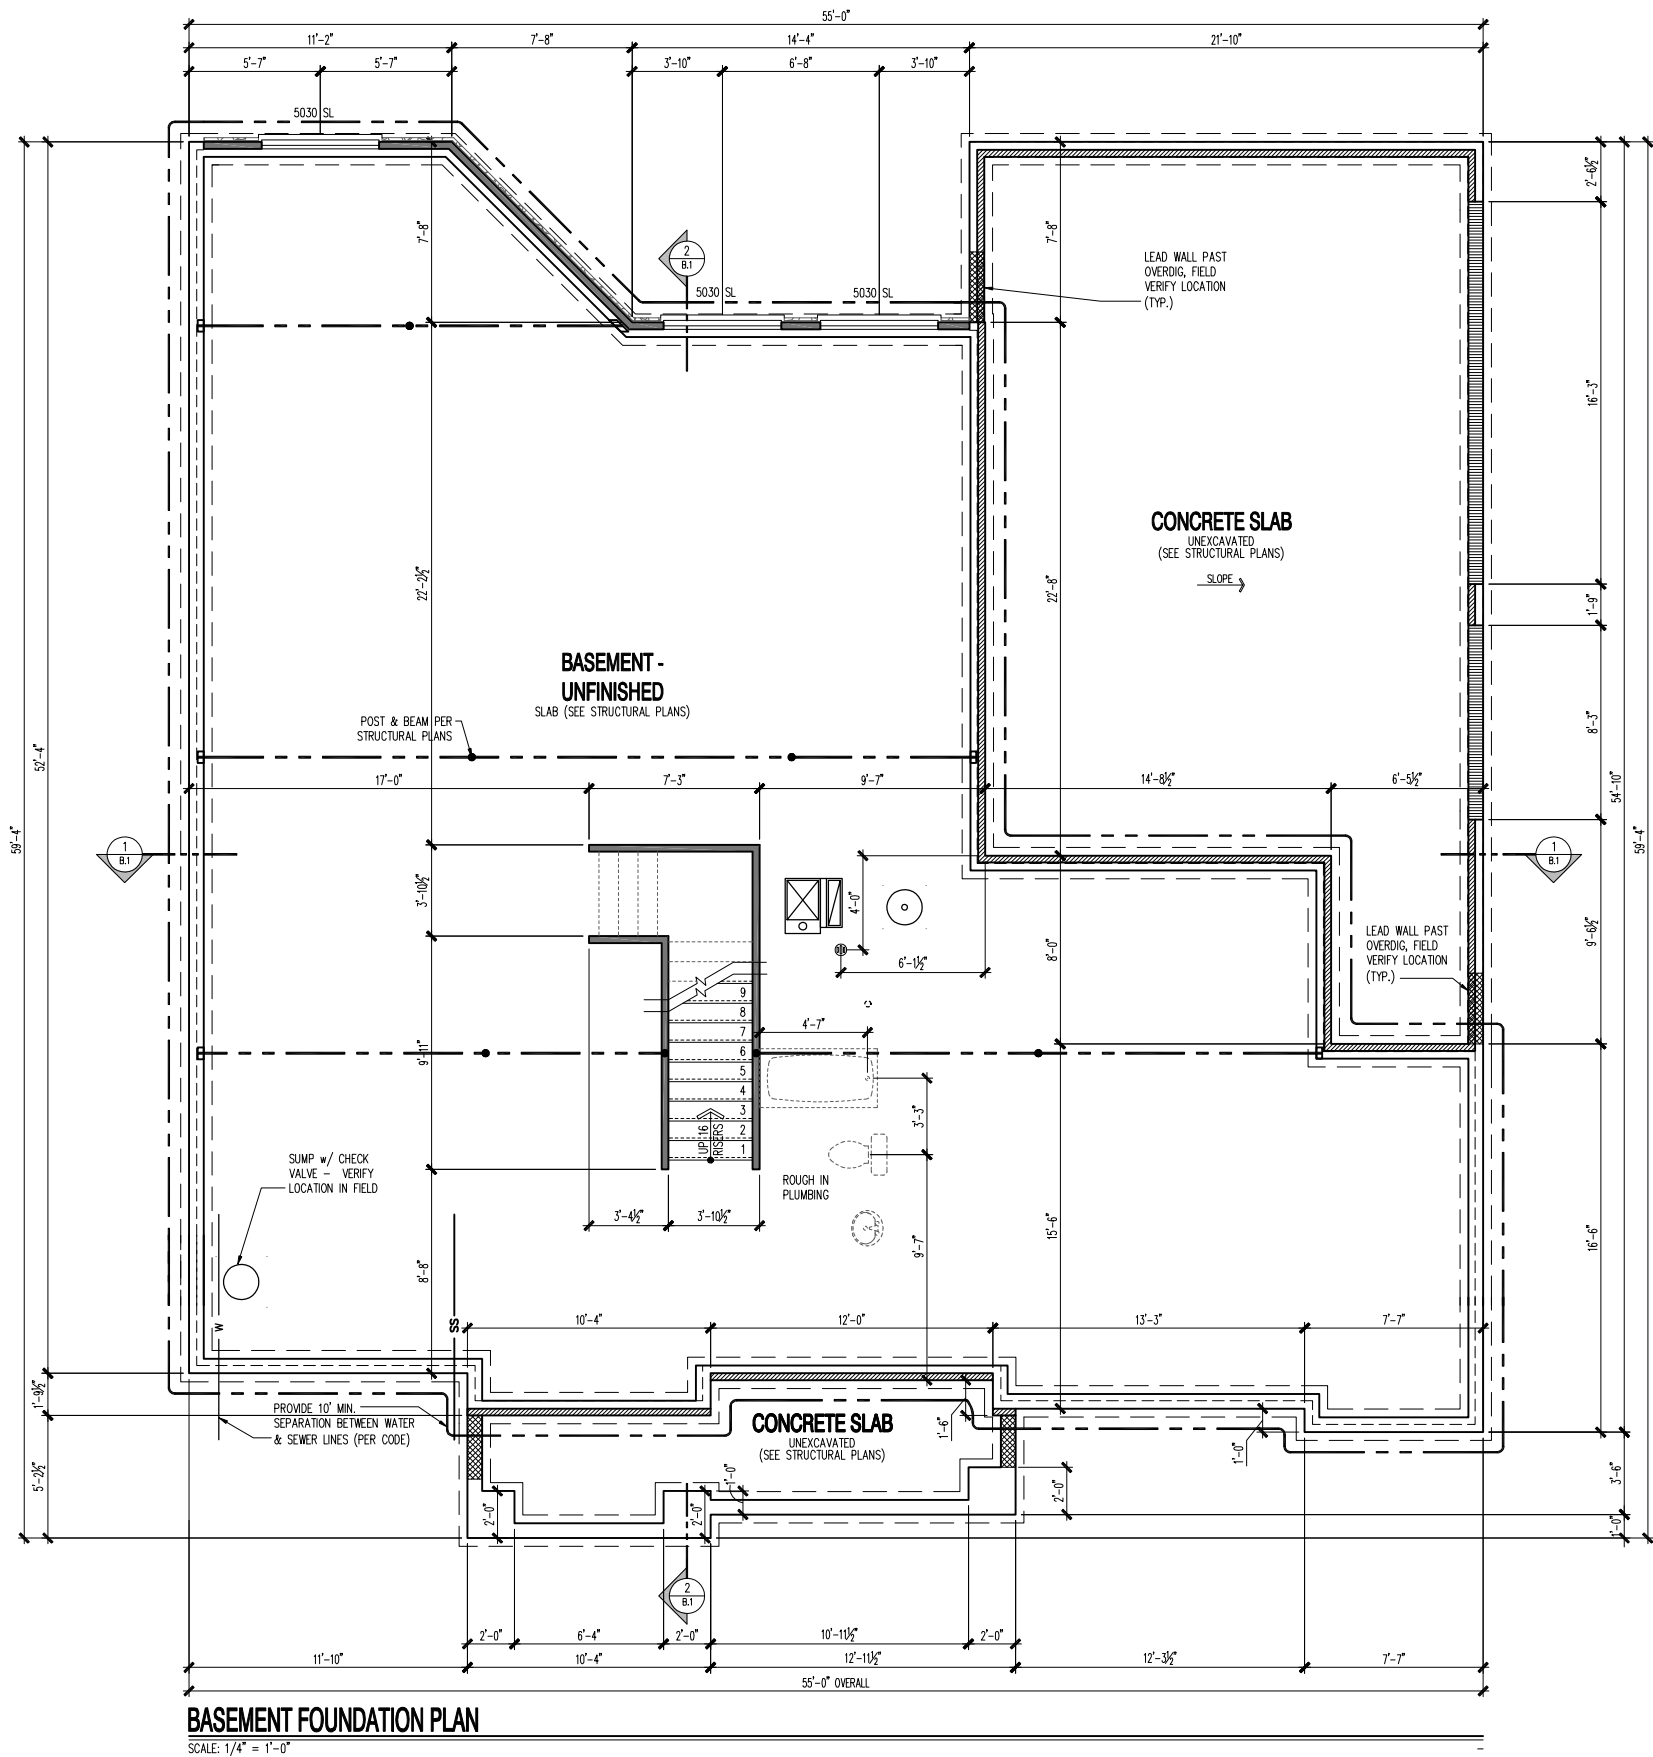 55'-0"
11'-2"
7'-8"
14'-4"
21'-10"
5'-7"
5'-7"
3'-10"
6'-8"
3'-10"
5030 SL
2'-6½"
7'-8"
7'-8"
2
B.1
LEAD WALL PAST
OVERDIG, FIELD
VERIFY LOCATION
(TYP.)
5030 SL
5030 SL
16'-3"
CONCRETE SLAB
UNEXCAVATED
(SEE STRUCTURAL PLANS)
SLOPE
22'-2½"
22'-8"
1'-9"
BASEMENT -
UNFINISHED
SLAB (SEE STRUCTURAL PLANS)
POST & BEAM PER
STRUCTURAL PLANS
8'-3"
52'-4"
54'-10"
59'-4"
59'-4"
17'-0"
7'-3"
9'-7"
14'-8½"
6'-5½"
1
B.1
1
B.1
3'-10½"
4'-0"
6'-1½"
8'-0"
9'-6½"
LEAD WALL PAST
OVERDIG, FIELD
VERIFY LOCATION
(TYP.)
9
8
7
6
5
4
3
2
1
UP 16
RISERS
4'-7"
9'-11"
3'-3"
SUMP w/ CHECK
VALVE - VERIFY
LOCATION IN FIELD
ROUGH IN
PLUMBING
3'-4½"
3'-10½"
9'-7"
15'-6"
16'-6"
8'-8"
W
SS
10'-4"
12'-0"
13'-3"
7'-7"
1'-9½"
PROVIDE 10' MIN.
SEPARATION BETWEEN WATER
& SEWER LINES (PER CODE)
CONCRETE SLAB
UNEXCAVATED
(SEE STRUCTURAL PLANS)
1'-6"
1'-0"
5'-2½"
2'-0"
2'-0"
1'-0"
2'-0"
3'-6"
1'-0"
2
B.1
2'-0"
6'-4"
2'-0"
10'-11½"
2'-0"
11'-10"
10'-4"
12'-11½"
12'-3½"
7'-7"
55'-0" OVERALL
BASEMENT FOUNDATION PLAN
SCALE: 1/4" = 1'-0"